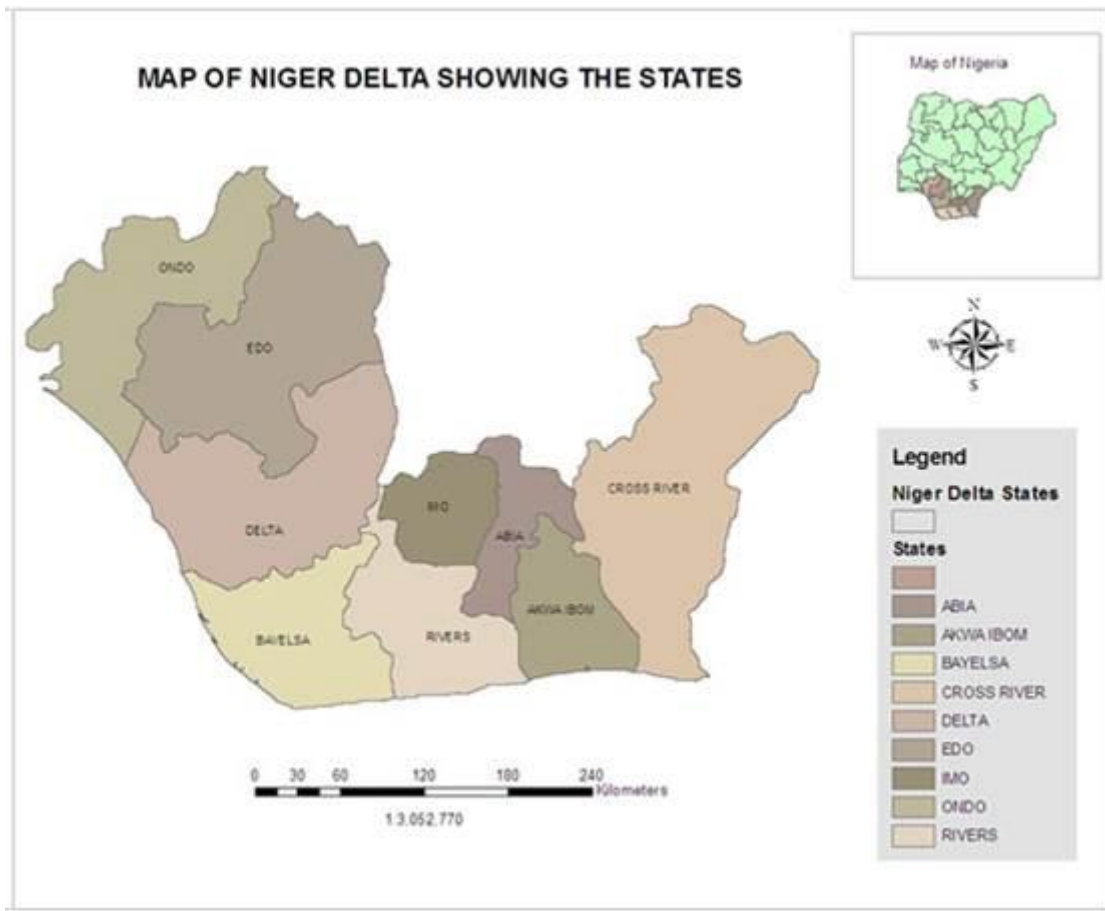 MAP OF NIGER DELTA SHOWING THE STATES
Map of Nigeria
ONDO
EDO
DELTA
IMO
ABIA
CROSS RIVER
BAYELSA
RIVERS
AKWA IBOM
N
W E
S
Legend
Niger Delta States
States
ABIA
AKWA IBOM
BAYELSA
CROSS RIVER
DELTA
EDO
IMO
ONDO
RIVERS
0 30 60 120 180 240
Kilometers
1:3,052,770